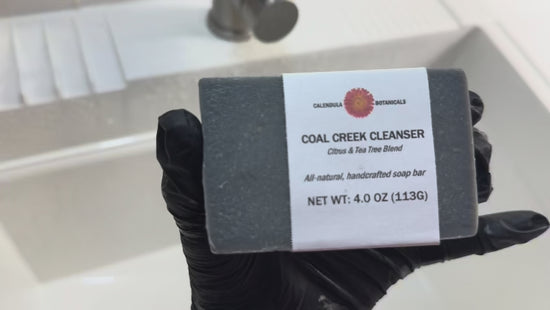 CALENDULA BOTANICALS
COAL CREEK CLEANSER
Citrus & Tea Tree Blend
All-natural, handcrafted soap bar
NET WT: 4.0 OZ (113G)